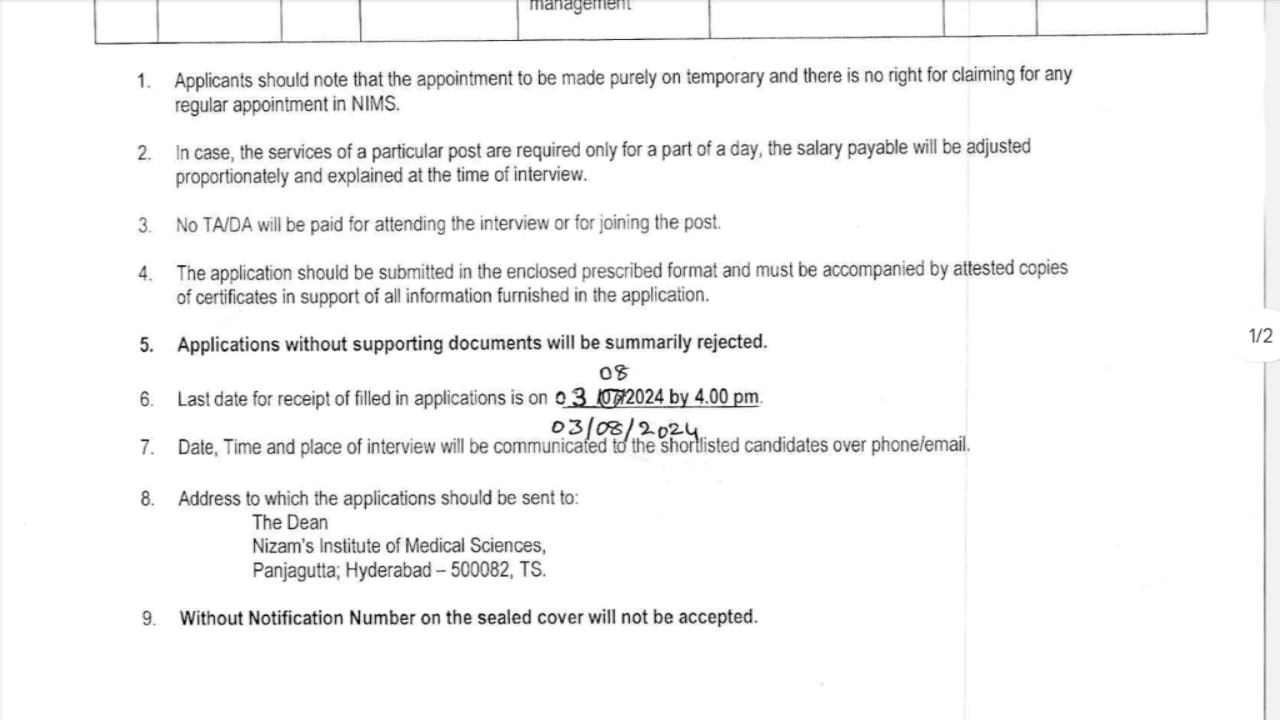 management
1. Applicants should note that the appointment to be made purely on temporary and there is no right for claiming for any
regular appointment in NIMS.
2. In case, the services of a particular post are required only for a part of a day, the salary payable will be adjusted
proportionately and explained at the time of interview.
3. No TA/DA will be paid for attending the interview or for joining the post.
4. The application should be submitted in the enclosed prescribed format and must be accompanied by attested copies
of certificates in support of all information furnished in the application.
5. Applications without supporting documents will be summarily rejected.
08
6. Last date for receipt of filled in applications is on 03/07/2024 by 4.00 pm.
03/08/2024
7. Date, Time and place of interview will be communicated to the shortlisted candidates over phone/email.
8. Address to which the applications should be sent to:
The Dean
Nizam's Institute of Medical Sciences,
Panjagutta; Hyderabad – 500082, TS.
9. Without Notification Number on the sealed cover will not be accepted.
1/2